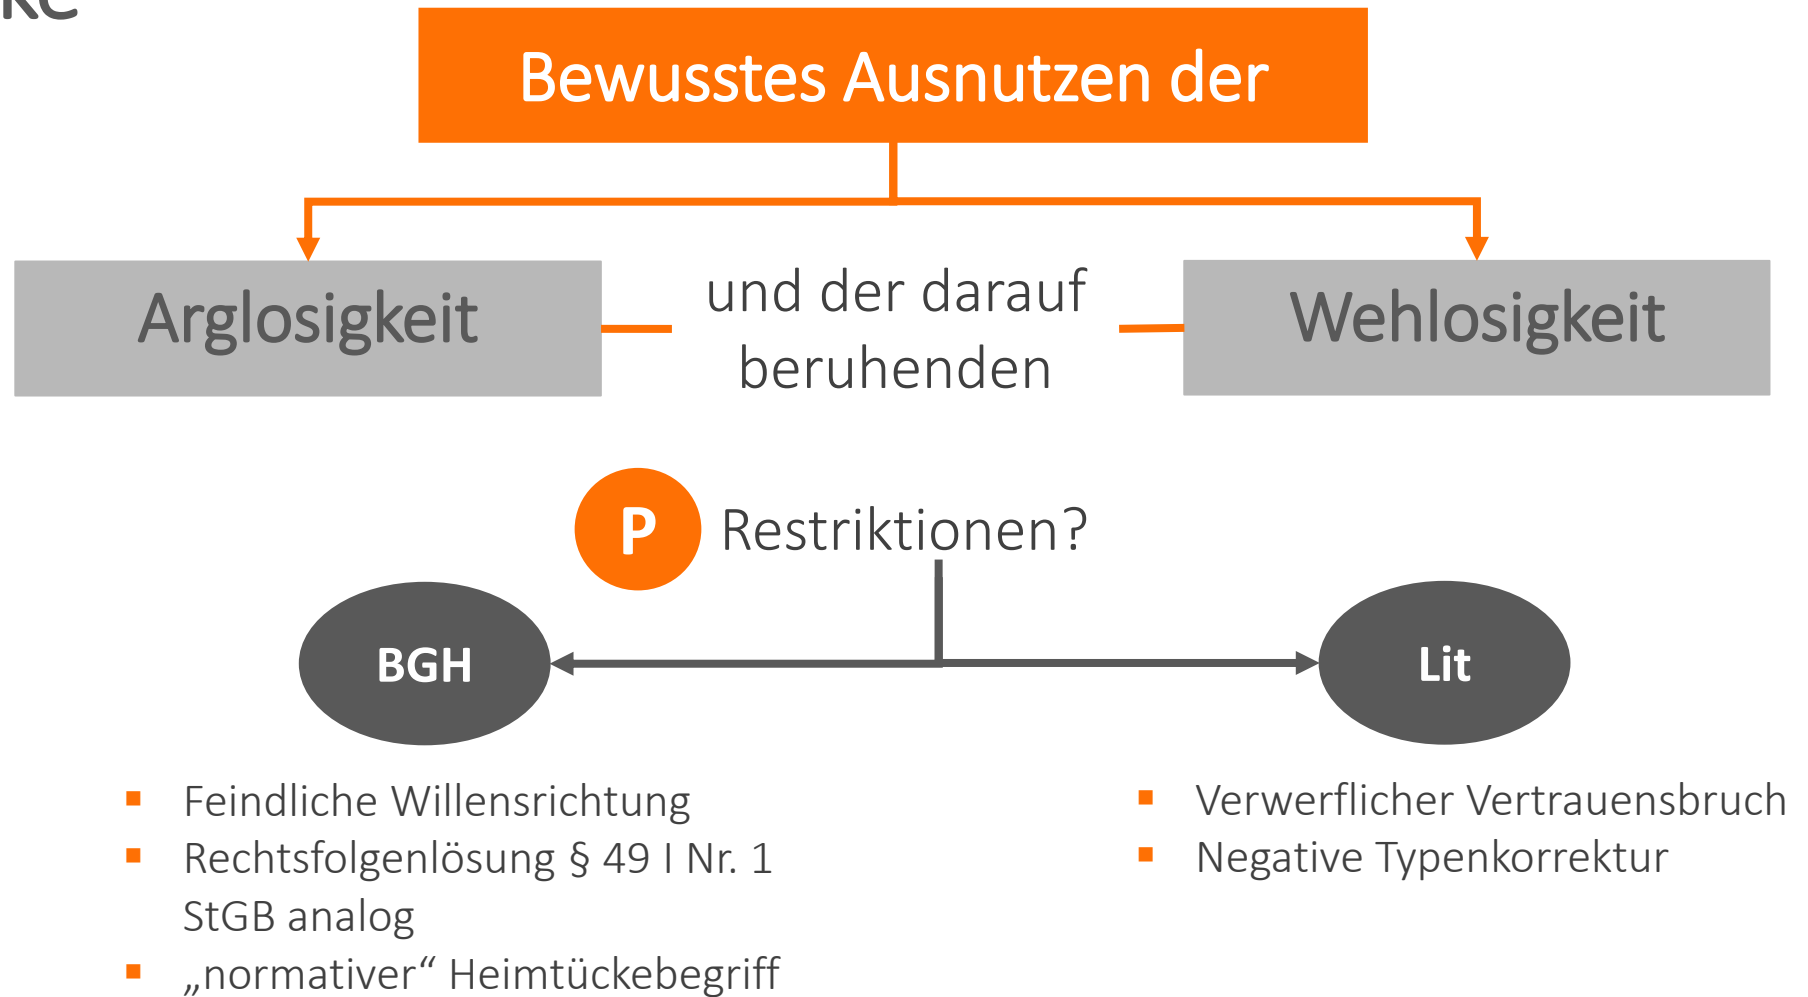 Bewusstes Ausnutzen der
Arglosigkeit
und der darauf
beruhenden
Wehlosigkeit
P
Restriktionen?
BGH
Lit
▪ Feindliche Willensrichtung
▪ Rechtsfolgenlösung § 49 I Nr. 1
StGB analog
▪ „normativer“ Heimtückebegriff
▪ Verwerflicher Vertrauensbruch
▪ Negative Typenkorrektur